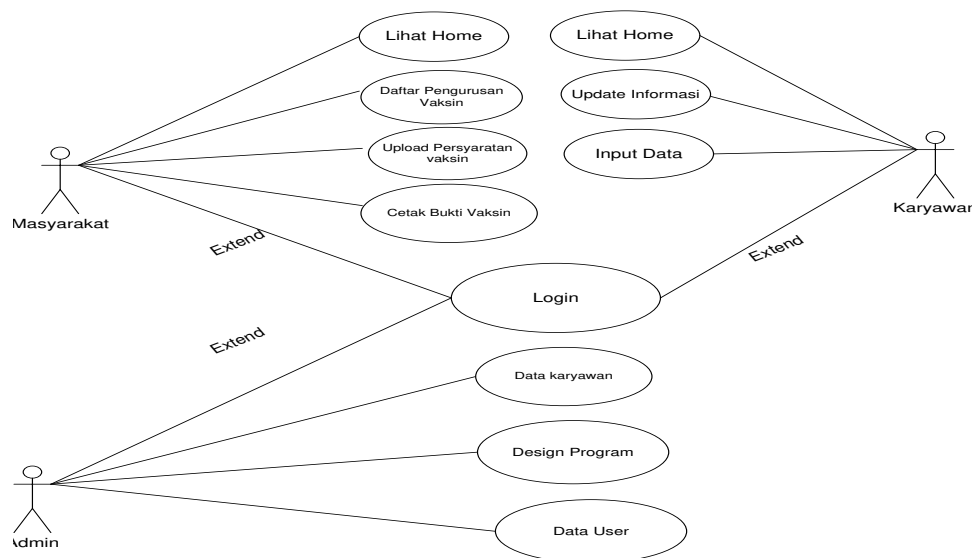 Lihat Home
Lihat Home
Daftar Pengurusan
Vaksin
Update Informasi
Upload Persyaratan
vaksin
Input Data
Masyarakat
Cetak Bukti Vaksin
Karyawan
Extend
Extend
Login
Extend
Data karyawan
Design Program
Data User
Admin